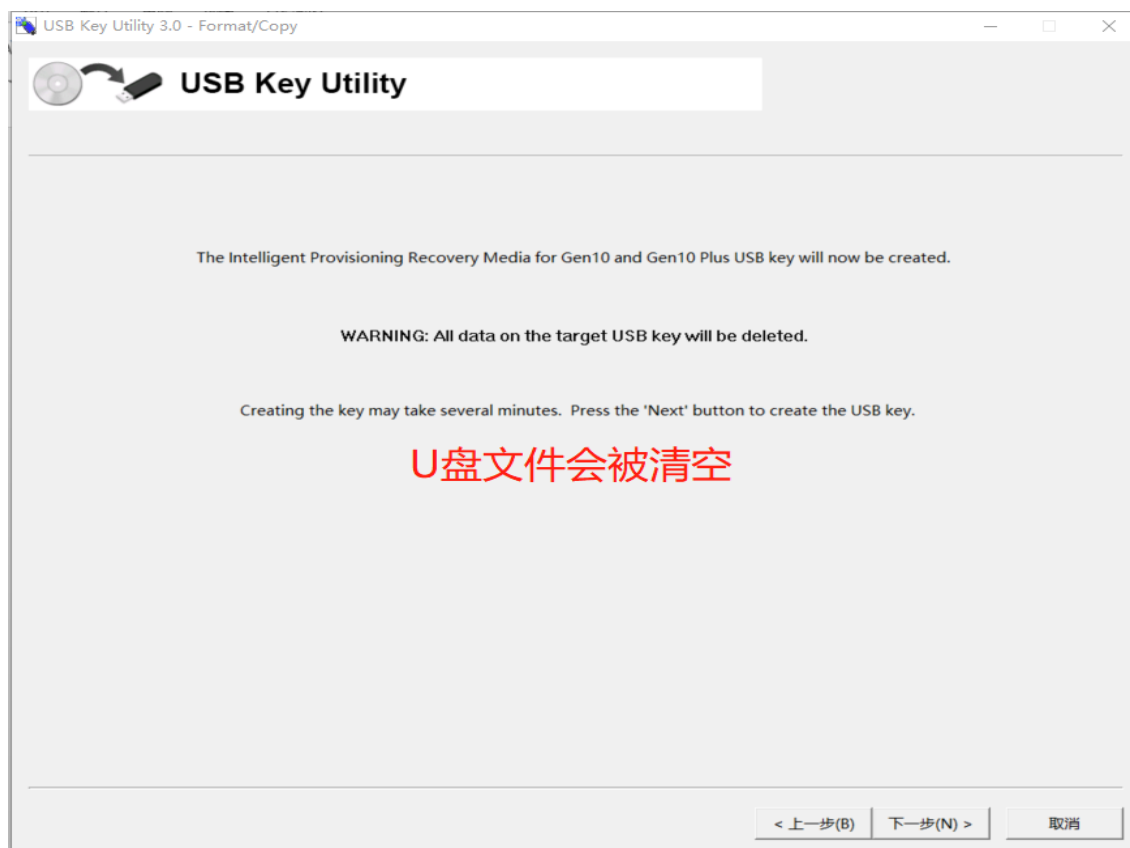 USB Key Utility 3.0 - Format/Copy
USB Key Utility
The Intelligent Provisioning Recovery Media for Gen10 and Gen10 Plus USB key will now be created.
WARNING: All data on the target USB key will be deleted.
Creating the key may take several minutes. Press the 'Next' button to create the USB key.
U盘文件会被清空
< 上一步(B) 下一步(N) > 取消